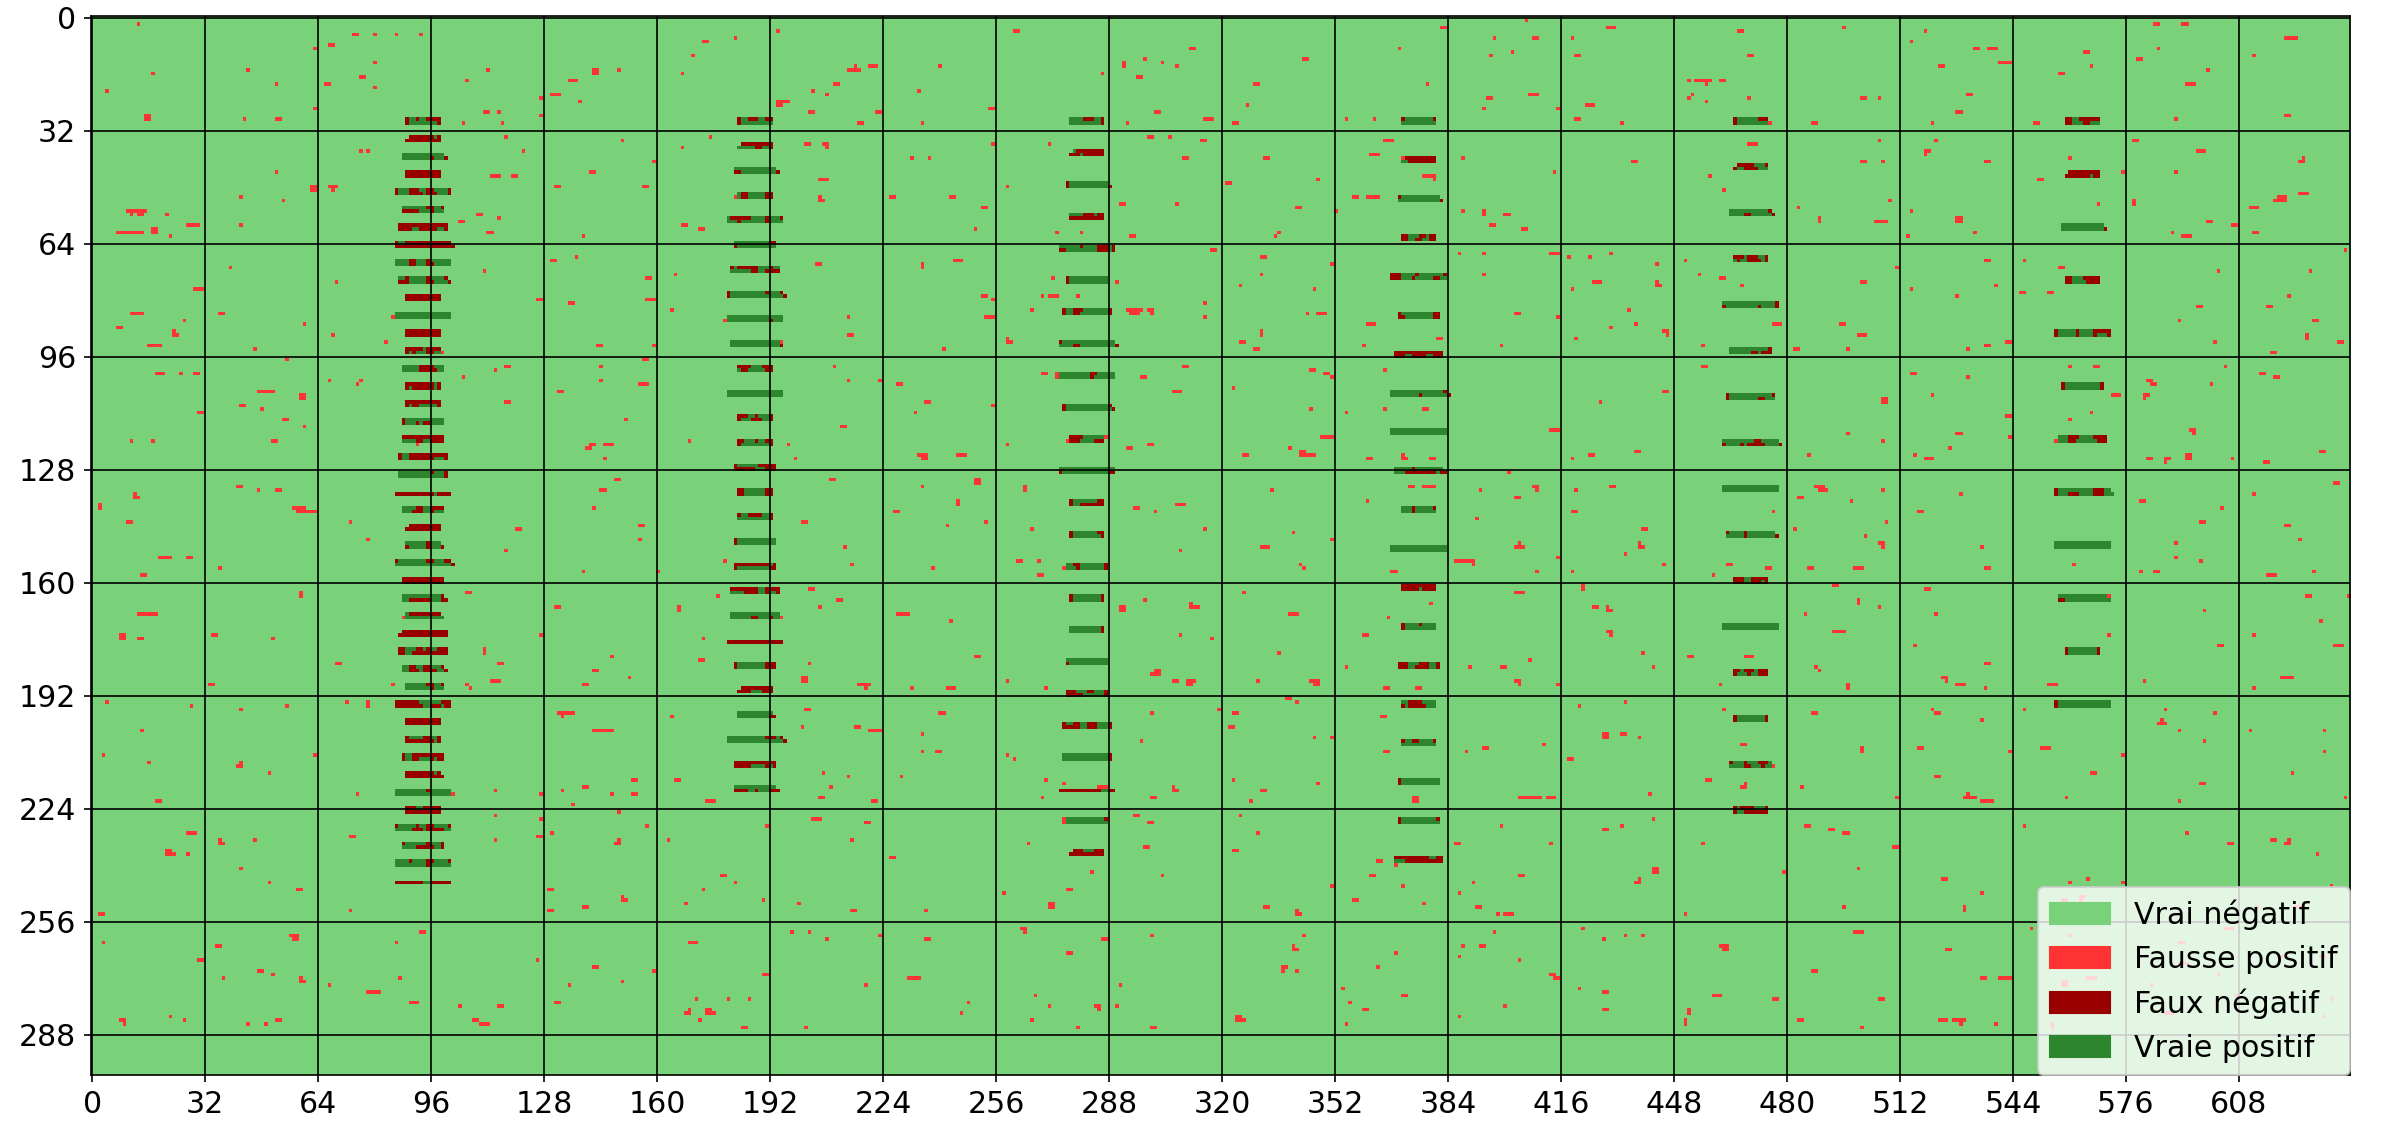 0
32
64
96
128
160
192
224
256
288
0 32 64 96 128 160 192 224 256 288 320 352 384 416 448 480 512 544 576 608
Vrai négatif
Fausse positif
Faux négatif
Vraie positif